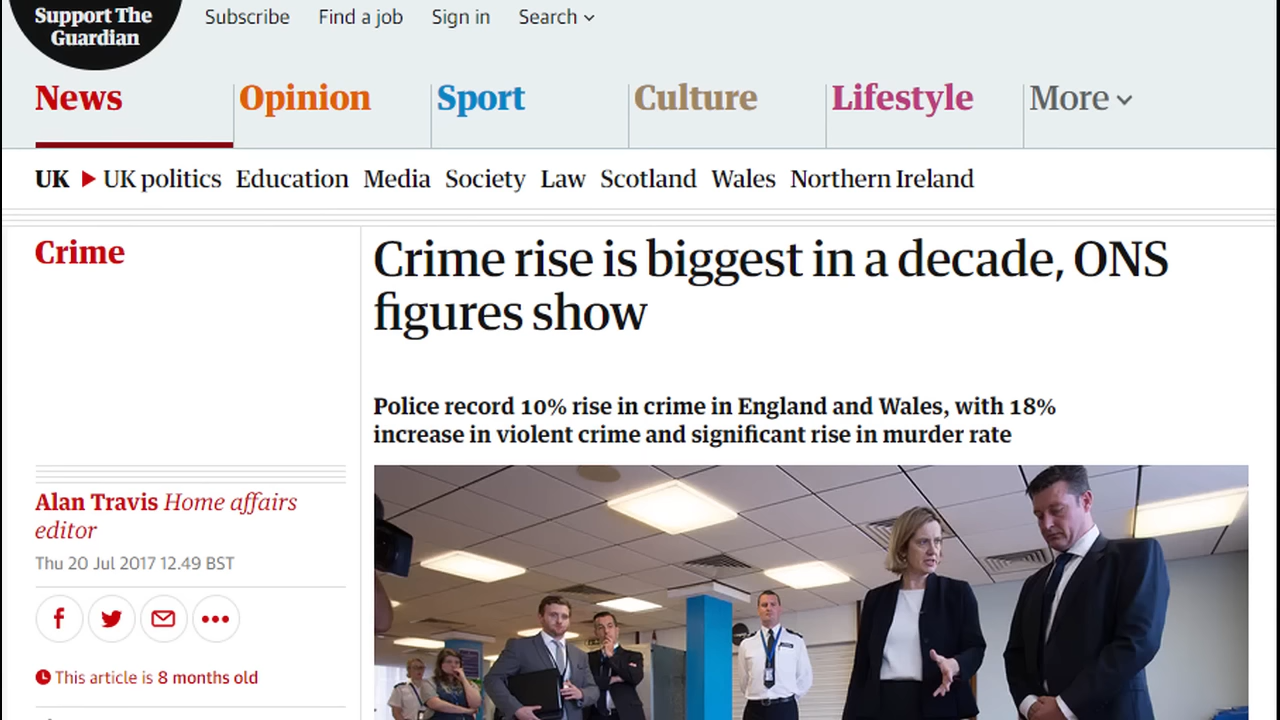 Support The
Guardian
Subscribe Find a job Sign in Search
News Opinion Sport Culture Lifestyle More
UK UK politics Education Media Society Law Scotland Wales Northern Ireland
Crime
Crime rise is biggest in a decade, ONS
figures show
Police record 10% rise in crime in England and Wales, with 18%
increase in violent crime and significant rise in murder rate
Alan Travis Home affairs
editor
Thu 20 Jul 2017 12.49 BST
This article is 8 months old